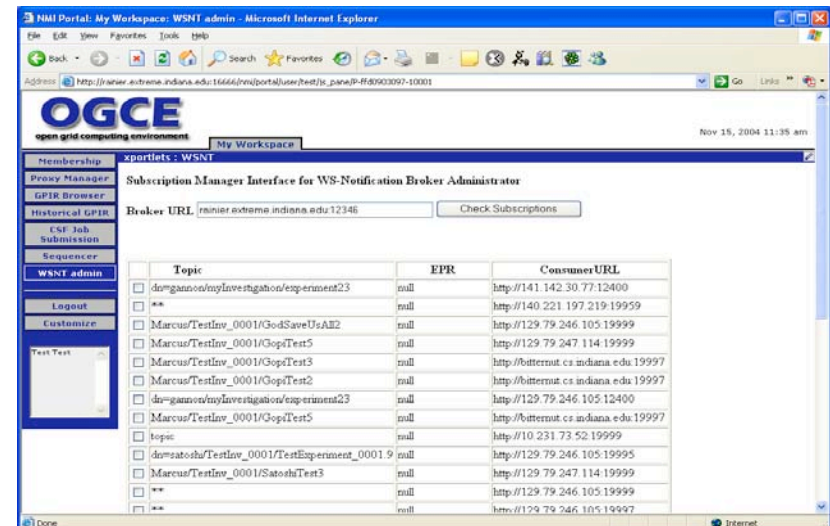 NMI Portal: My Workspace: WSNT admin - Microsoft Internet Explorer
File Edit View Favorites Tools Help
Back Search Favorites
Address http://rainier.extreme.indiana.edu:16666/nmi/portal/user/test/js_pane/P-ffd0903097-10001 Go Links »
OGCE
open grid computing environment
My Workspace
Nov 15, 2004 11:35 am
xportlets : WSNT
Membership
Proxy Manager
GPIR Browser
Historical GPIR
CSF Job Submission
Sequencer
WSNT admin
Logout
Customize
Test Test
Subscription Manager Interface for WS-Notification Broker Administrator
Broker URL rainier.extreme.indiana.edu:12346 Check Subscriptions
Topic EPR ConsumerURL
dn=gannon/myInvestigation/experiment23 null http://141.142.30.77:12400
** null http://140.221.197.219:19959
Marcus/TestInv_0001/GodSaveUsAll2 null http://129.79.246.105:19999
Marcus/TestInv_0001/GopiTest5 null http://129.79.247.114:19999
Marcus/TestInv_0001/GopiTest3 null http://bitternut.cs.indiana.edu:19997
Marcus/TestInv_0001/GopiTest2 null http://bitternut.cs.indiana.edu:19997
dn=gannon/myInvestigation/experiment23 null http://129.79.246.105:12400
Marcus/TestInv_0001/GopiTest5 null http://bitternut.cs.indiana.edu:19997
topic null http://10.231.73.52:19999
dn=satoshi/TestInv_0001/TestExperiment_0001.9 null http://129.79.246.105:19995
Marcus/TestInv_0001/SatoshiTest3 null http://129.79.247.114:19999
** null http://129.79.246.105:19999
** null http://129.79.246.105:19997
Done Internet